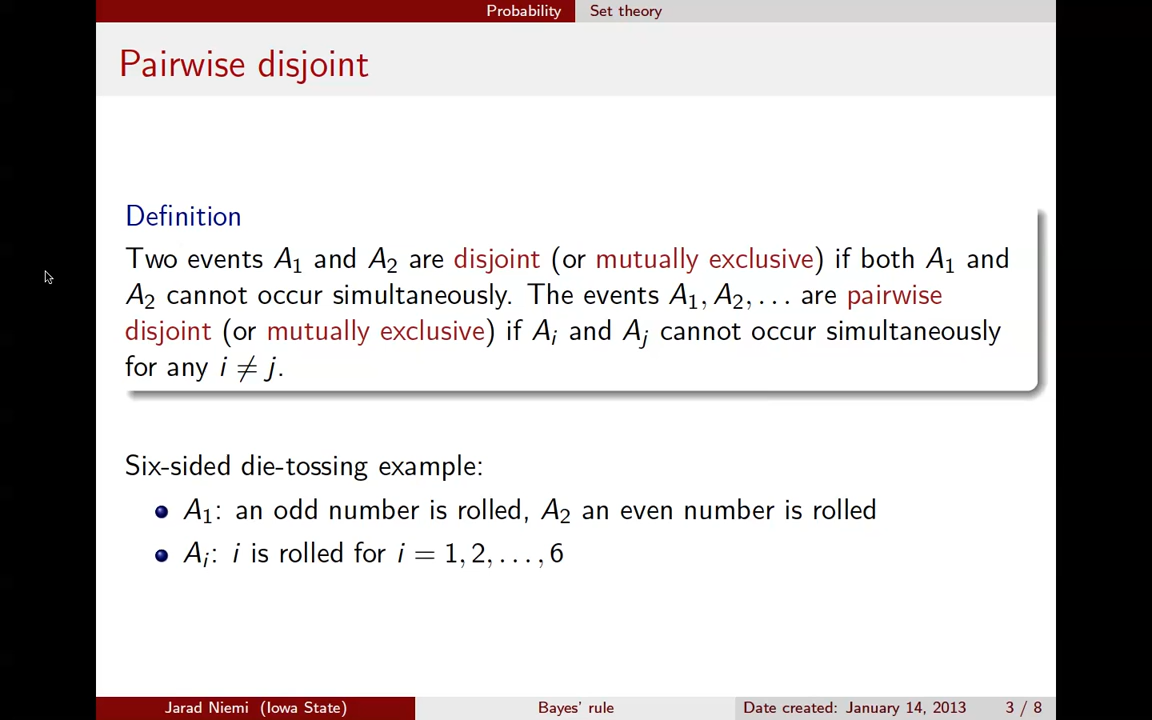 Probability Set theory
Pairwise disjoint
Definition
Two events A₁ and A₂ are disjoint (or mutually exclusive) if both A₁ and
A₂ cannot occur simultaneously. The events A₁, A₂, . . . are pairwise
disjoint (or mutually exclusive) if Aᵢ and Aⱼ cannot occur simultaneously
for any i ≠ j.
Six-sided die-tossing example:
A₁: an odd number is rolled, A₂ an even number is rolled
Aᵢ: i is rolled for i = 1, 2, . . . , 6
Jarad Niemi (Iowa State) Bayes' rule Date created: January 14, 2013 3 / 8